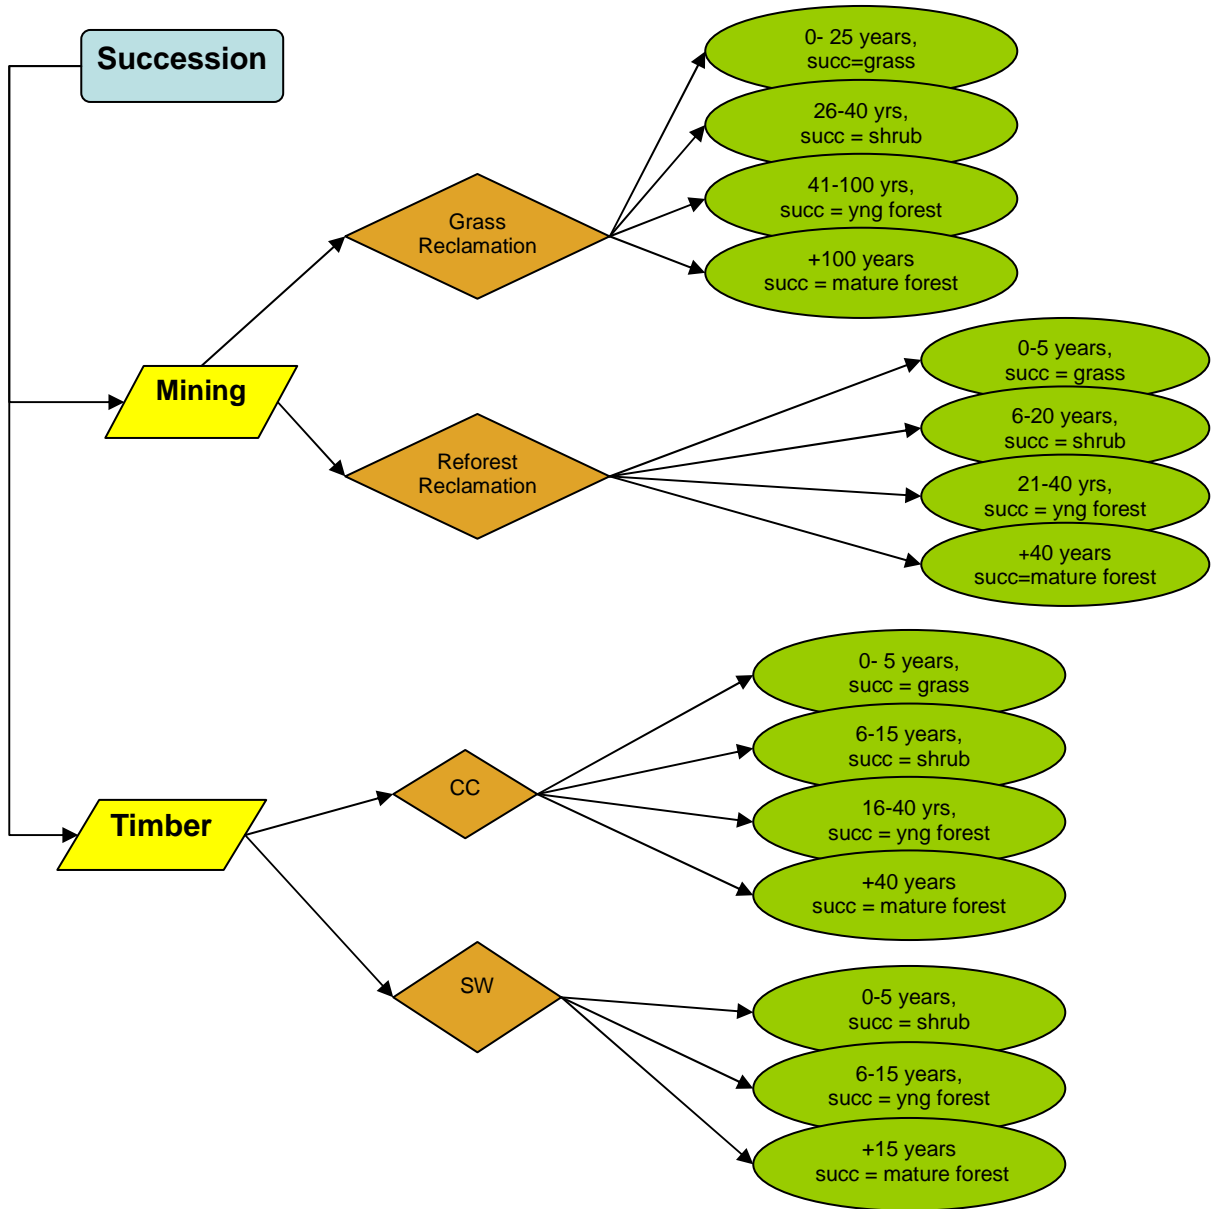 Succession
0- 25 years,
succ=grass
26-40 yrs,
succ = shrub
41-100 yrs,
succ = yng forest
+100 years
succ = mature forest
Grass
Reclamation
Mining
0-5 years,
succ = grass
6-20 years,
succ = shrub
21-40 yrs,
succ = yng forest
+40 years
succ=mature forest
Reforest
Reclamation
0- 5 years,
succ = grass
6-15 years,
succ = shrub
16-40 yrs,
succ = yng forest
+40 years
succ = mature forest
CC
Timber
SW
0-5 years,
succ = shrub
6-15 years,
succ = yng forest
+15 years
succ = mature forest